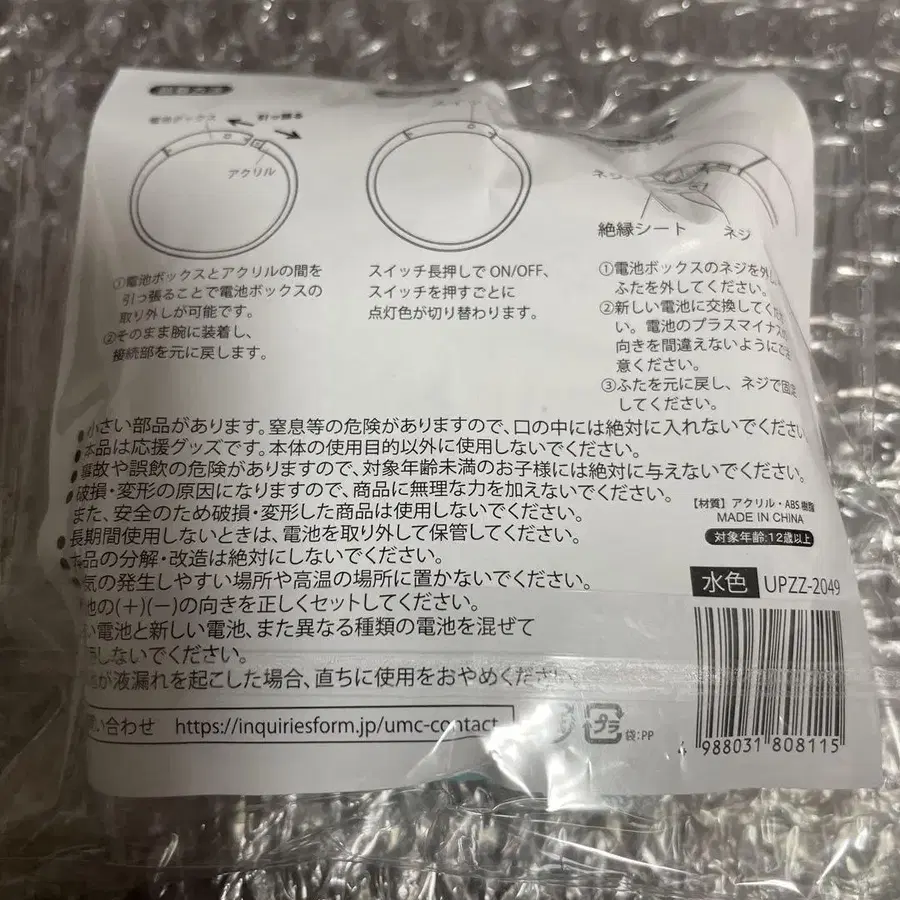 装着方法
電池ボックス
引っ張る
アクリル
スイッチ
絶縁シート
ネジ
①電池ボックスとアクリルの間を
引っ張ることで電池ボックスの
取り外しが可能です。
②そのまま腕に装着し、
接続部を元に戻します。
スイッチ長押しで ON/OFF、
スイッチを押すごとに
点灯色が切り替わります。
①電池ボックスのネジを外し
ふたを外してください。
②新しい電池に交換してくだ
い。電池のプラスマイナス
向きを間違えないようにご注
意ください。
③ふたを元に戻し、ネジで固定
してください。
●小さい部品があります。窒息等の危険がありますので、口の中には絶対に入れないでください。
●本品は応援グッズです。本体の使用目的以外に使用しないでください。
●事故や誤飲の危険がありますので、対象年齢未満のお子様には絶対に与えないでください。
●破損・変形の原因になりますので、商品に無理な力を加えないでください。
また、安全のため破損・変形した商品は使用しないでください。
●長期間使用しないときは、電池を取り外して保管してください。
本品の分解・改造は絶対にしないでください。
気の発生しやすい場所や高温の場所に置かないでください。
池の(+)(−)の向きを正しくセットしてください。
い電池と新しい電池、また異なる種類の電池を混ぜて
しないでください。
が液漏れを起こした場合、直ちに使用をおやめください
【材質】アクリル・ABS樹脂
MADE IN CHINA
対象年齢:12歳以上
水色 UPZZ-2049
い合わせ https://inquiriesform.jp/umc-contact
プラ
袋:PP
4 988031 808115